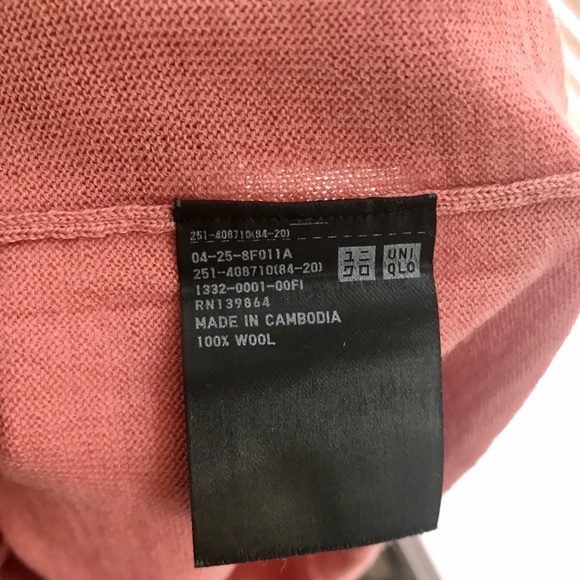 251-408710(84-20)
04-25-8F011A
251-408710(84-20)
1332-0001-00FI
RN139864
MADE IN CAMBODIA
100% WOOL
ユニ
クロ
UNI
QLO